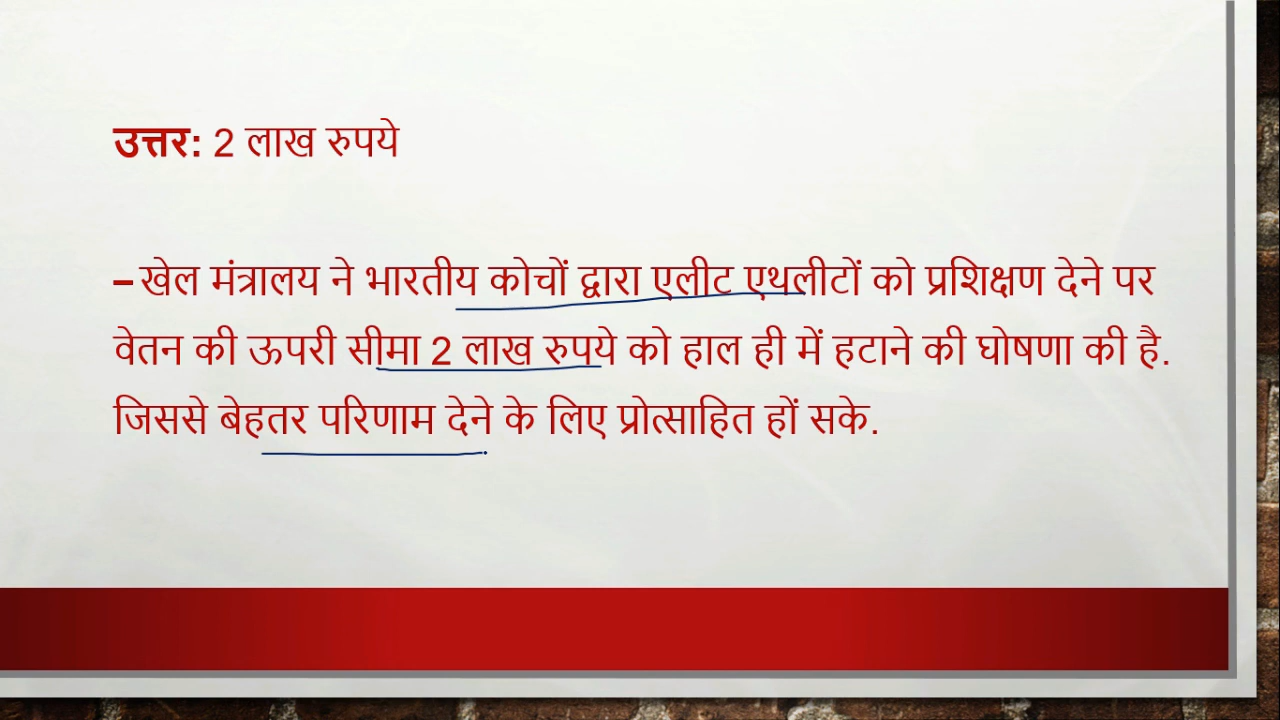 उत्तर: 2 लाख रुपये
– खेल मंत्रालय ने भारतीय कोचों द्वारा एलीट एथलीटों को प्रशिक्षण देने पर
वेतन की ऊपरी सीमा 2 लाख रुपये को हाल ही में हटाने की घोषणा की है.
जिससे बेहतर परिणाम देने के लिए प्रोत्साहित हों सके.